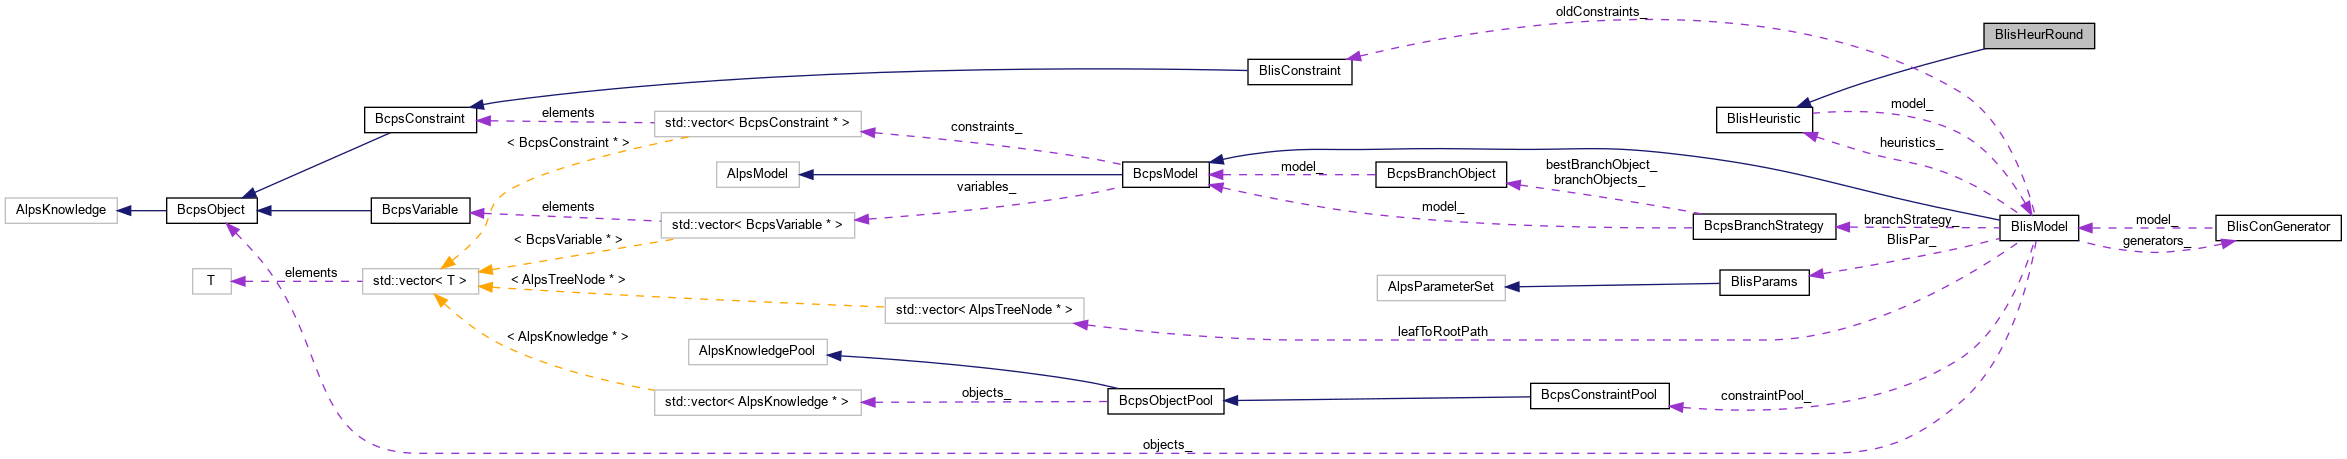 oldConstraints_
BlisHeurRound
BlisConstraint
model_
BcpsConstraint
elements
std::vector< BcpsConstraint * >
constraints_
BlisHeuristic
< BcpsConstraint * >
heuristics_
AlpsModel
BcpsModel
model_
BcpsBranchObject
bestBranchObject_
branchObjects_
variables_
AlpsKnowledge
BcpsObject
BcpsVariable
elements
std::vector< BcpsVariable * >
model_
BcpsBranchStrategy
branchStrategy_
BlisModel
model_
BlisConGenerator
generators_
< BcpsVariable * >
BlisPar_
T
elements
std::vector< T >
< AlpsTreeNode * >
AlpsParameterSet
BlisParams
std::vector< AlpsTreeNode * >
leafToRootPath
< AlpsKnowledge * >
AlpsKnowledgePool
std::vector< AlpsKnowledge * >
objects_
BcpsObjectPool
BcpsConstraintPool
constraintPool_
objects_